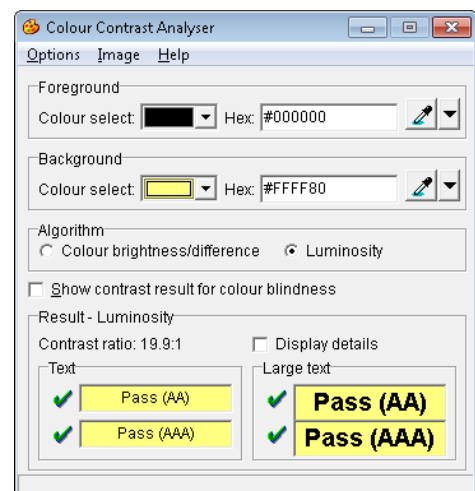 Colour Contrast Analyser
Options Image Help
Foreground
Colour select: Hex: #000000
Background
Colour select: Hex: #FFFF80
Algorithm
Colour brightness/difference Luminosity
Show contrast result for colour blindness
Result - Luminosity
Contrast ratio: 19.9:1 Display details
Text Large text
Pass (AA) Pass (AA)
Pass (AAA) Pass (AAA)